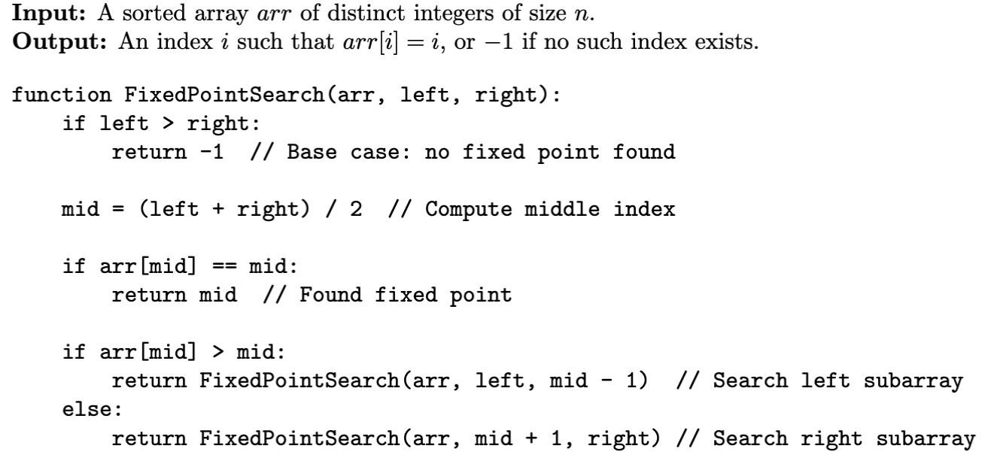 Input: A sorted array arr of distinct integers of size n.
Output: An index i such that arr[i] = i, or −1 if no such index exists.
function FixedPointSearch(arr, left, right):
    if left > right:
        return -1  // Base case: no fixed point found
    mid = (left + right) / 2  // Compute middle index
    if arr[mid] == mid:
        return mid  // Found fixed point
    if arr[mid] > mid:
        return FixedPointSearch(arr, left, mid - 1)  // Search left subarray
    else:
        return FixedPointSearch(arr, mid + 1, right) // Search right subarray